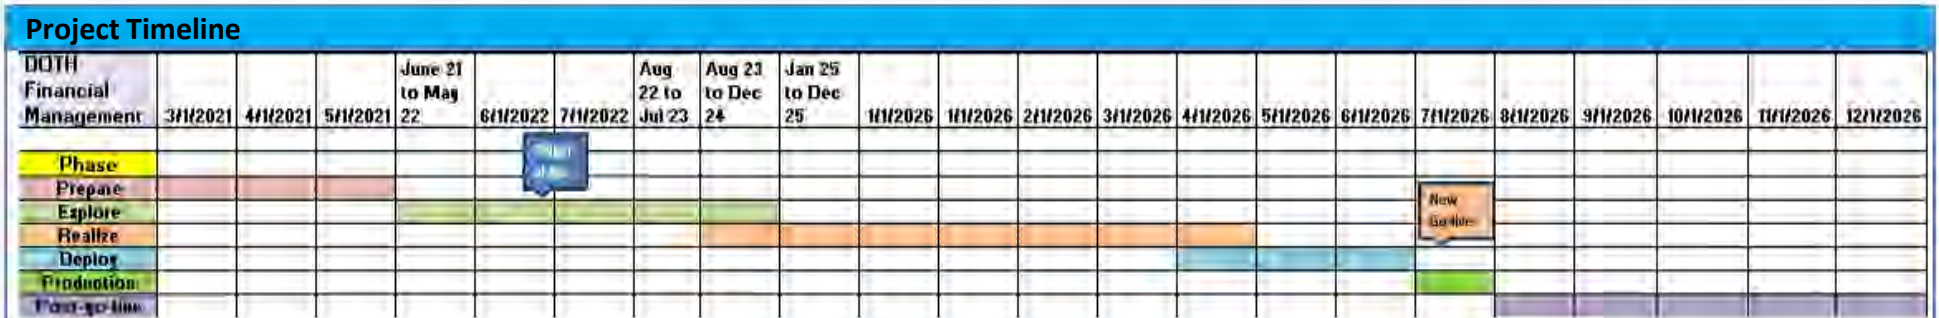 Project Timeline
DOTH
Financial
Management
3/1/2021 4/1/2021 5/1/2021
June 21
to May
22
6/1/2022 7/1/2022
Aug
22 to
Jul 23
Aug 23
to Dec
24
Jan 25
to Dec
25
1/1/2026 1/1/2026 2/1/2026 3/1/2026 4/1/2026 5/1/2026 6/1/2026 7/1/2026 8/1/2026 9/1/2026 10/1/2026 11/1/2026 12/1/2026
Phase
Prepare
Explore
New
Go-live
Realize
Deploy
Production
Post-go-live